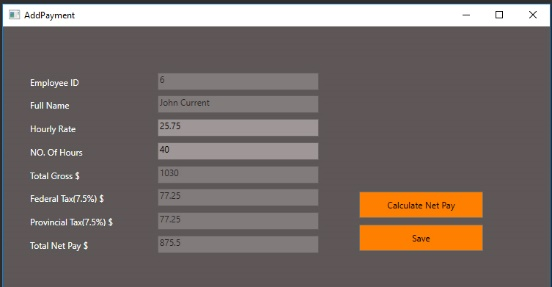 AddPayment
Employee ID 6
Full Name John Current
Hourly Rate 25,75
NO. Of Hours 40
Total Gross $ 1030
Federal Tax(7.5%) $ 77.25
Calculate Net Pay
Provincial Tax(7.5%) $ 77.25
Save
Total Net Pay $ 875.5